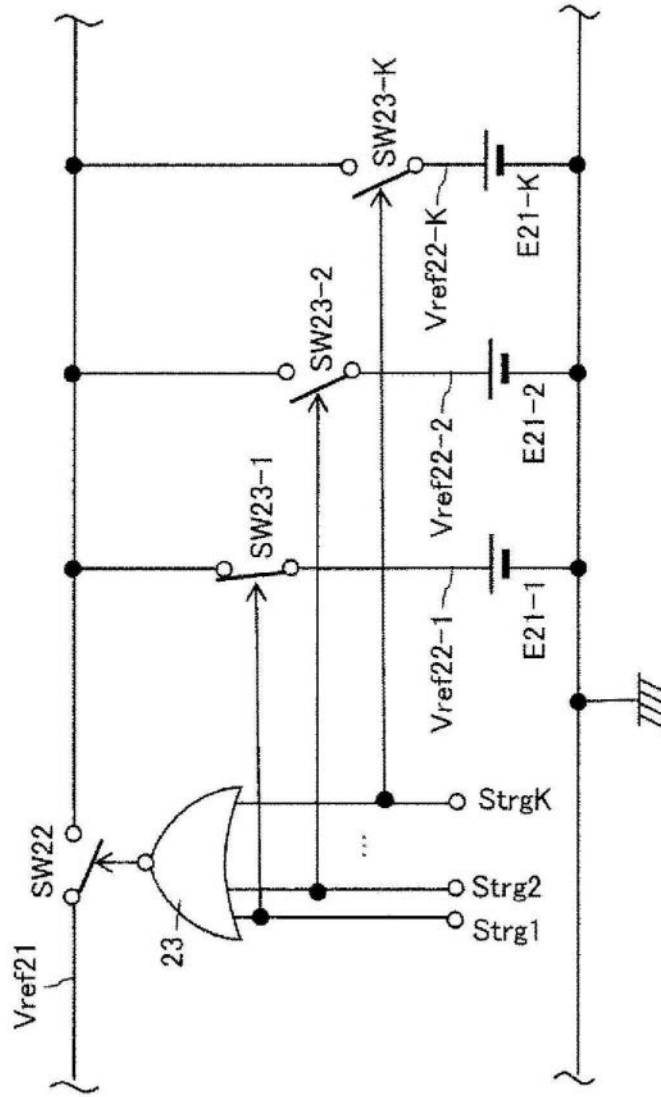 Vref21
SW22
23
SW23-1
SW23-2
SW23-K
Strg1
Strg2
...
StrgK
Vref22-1
Vref22-2
Vref22-K
E21-1
E21-2
E21-K